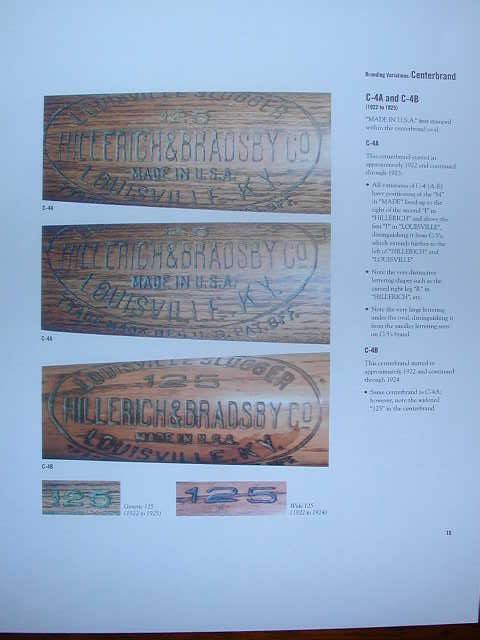 Branding Variations: Centerbrand
C-4A and C-4B
(1922 to 1925)
"MADE IN U.S.A." first stamped
within the centerbrand oval.
C-4A
This centerbrand started in
approximately 1922 and continued
through 1925.
• All variations of C-4 (A-B)
have positioning of the "M"
in "MADE" lined up to the
right of the second "I" in
"HILLERICH" and above the
first "I" in "LOUISVILLE",
distinguishing it from C-5's,
which extends further to the
left of "HILLERICH" and
"LOUISVILLE".
• Note the very distinctive
lettering shapes such as the
curved right leg "R" in
"HILLERICH", etc.
• Note the very large lettering
under the oval, distinguishing it
from the smaller lettering seen
on C-5's brand.
C-4B
This centerbrand started in
approximately 1922 and continued
through 1924.
• Same centerbrand as C-4A;
however, note the widened
"125" in the centerbrand.
LOUISVILLE SLUGGER
125
HILLERICH & BRADSBY CO
MADE IN U.S.A.
LOUISVILLE, KY.
C-4A
125
HILLERICH & BRADSBY CO
MADE IN U.S.A.
LOUISVILLE, KY.
TRADE MARK REG. U.S. PAT. OFF.
C-4A
LOUISVILLE SLUGGER
125
HILLERICH & BRADSBY CO
MADE IN U.S.A.
LOUISVILLE, KY.
C-4B
125
Generic 125
(1922 to 1925)
125
Wide 125
(1922 to 1924)
15